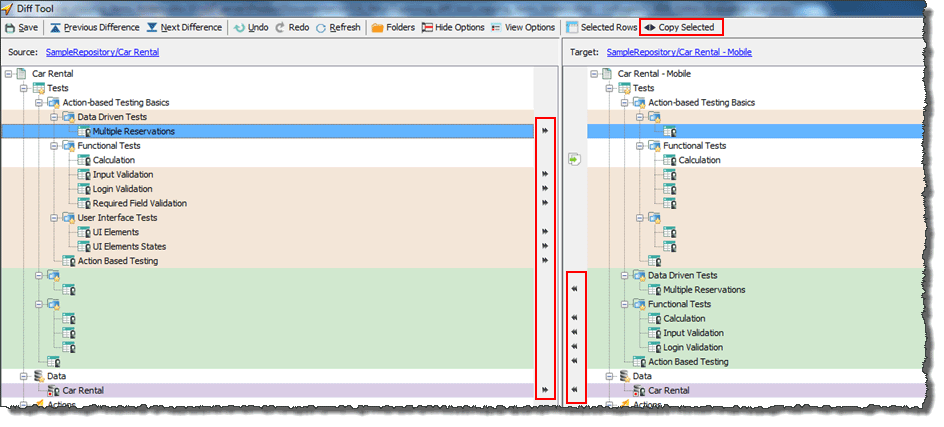 Diff Tool
Save Previous Difference Next Difference Undo Redo Refresh Folders Hide Options View Options Selected Rows Copy Selected
Source: SampleRepository/Car Rental
Target: SampleRepository/Car Rental - Mobile
Car Rental
Tests
Action-based Testing Basics
Data Driven Tests
Multiple Reservations
Functional Tests
Calculation
Input Validation
Login Validation
Required Field Validation
User Interface Tests
UI Elements
UI Elements States
Action Based Testing
Data
Car Rental
Actions
Car Rental - Mobile
Tests
Action-based Testing Basics
Functional Tests
Calculation
Data Driven Tests
Multiple Reservations
Functional Tests
Calculation
Input Validation
Login Validation
Action Based Testing
Data
Car Rental
Actions